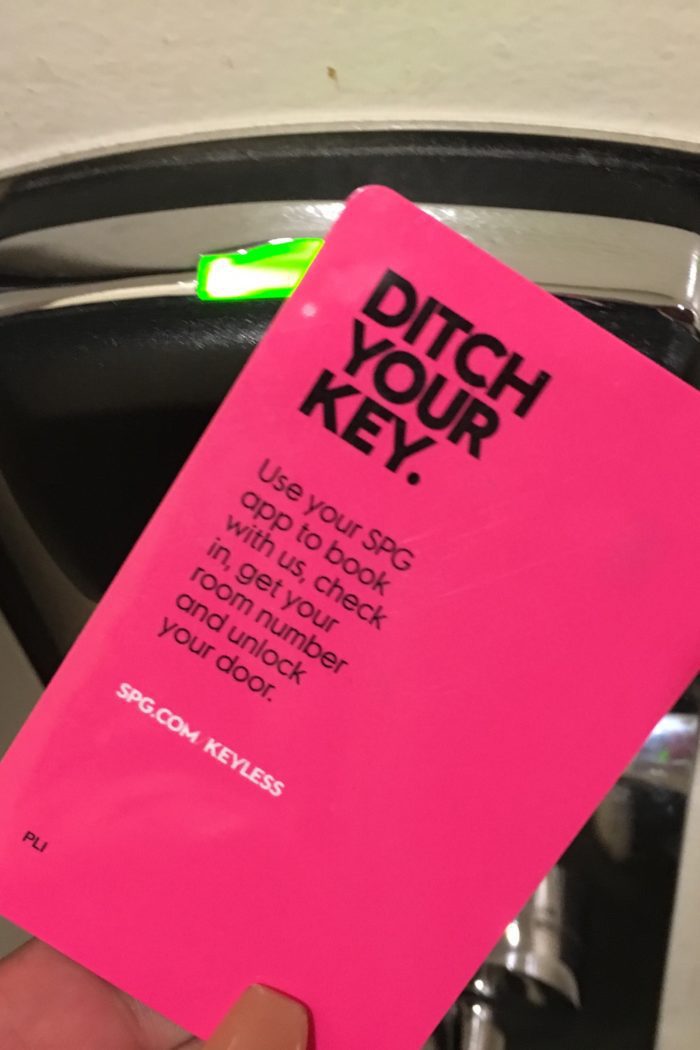 DITCH
YOUR
KEY.
Use your SPG
app to book
with us, check
in, get your
room number
and unlock
your door.
SPG.COM/KEYLESS
PLI